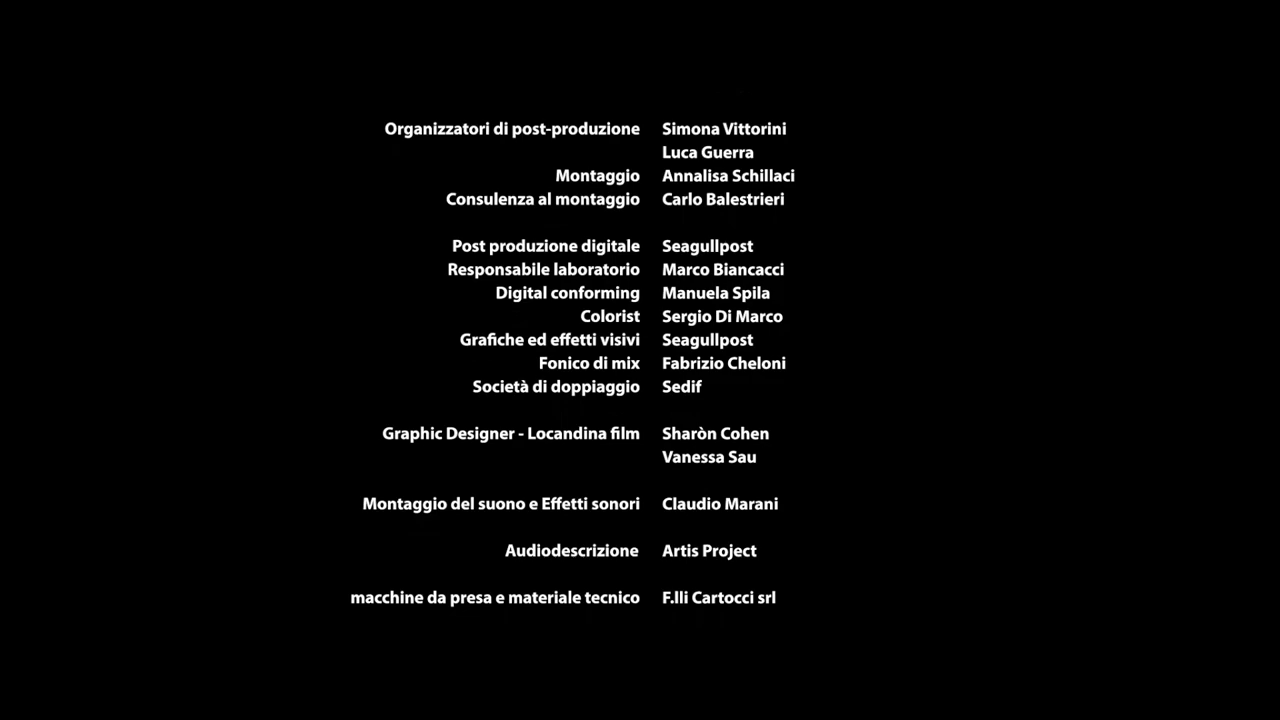 Organizzatori di post-produzione Simona Vittorini
Luca Guerra
Montaggio Annalisa Schillaci
Consulenza al montaggio Carlo Balestrieri
Post produzione digitale Seagullpost
Responsabile laboratorio Marco Biancacci
Digital conforming Manuela Spila
Colorist Sergio Di Marco
Grafiche ed effetti visivi Seagullpost
Fonico di mix Fabrizio Cheloni
Società di doppiaggio Sedif
Graphic Designer - Locandina film Sharòn Cohen
Vanessa Sau
Montaggio del suono e Effetti sonori Claudio Marani
Audiodescrizione Artis Project
macchine da presa e materiale tecnico F.lli Cartocci srl